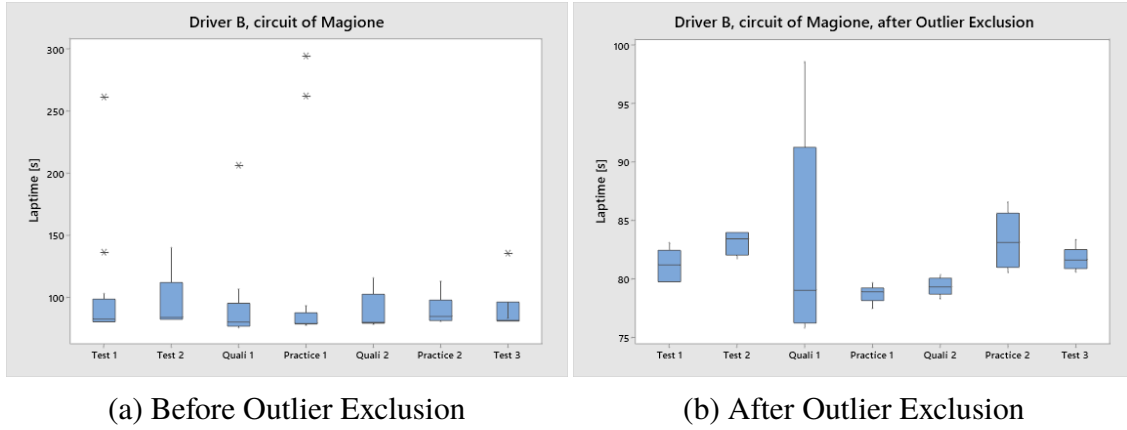 Driver B, circuit of Magione
300
250
200
150
100
Laptime [s]
Test 1 Test 2 Quali 1 Practice 1 Quali 2 Practice 2 Test 3
(a) Before Outlier Exclusion
Driver B, circuit of Magione, after Outlier Exclusion
100
95
90
85
80
75
Laptime [s]
Test 1 Test 2 Quali 1 Practice 1 Quali 2 Practice 2 Test 3
(b) After Outlier Exclusion